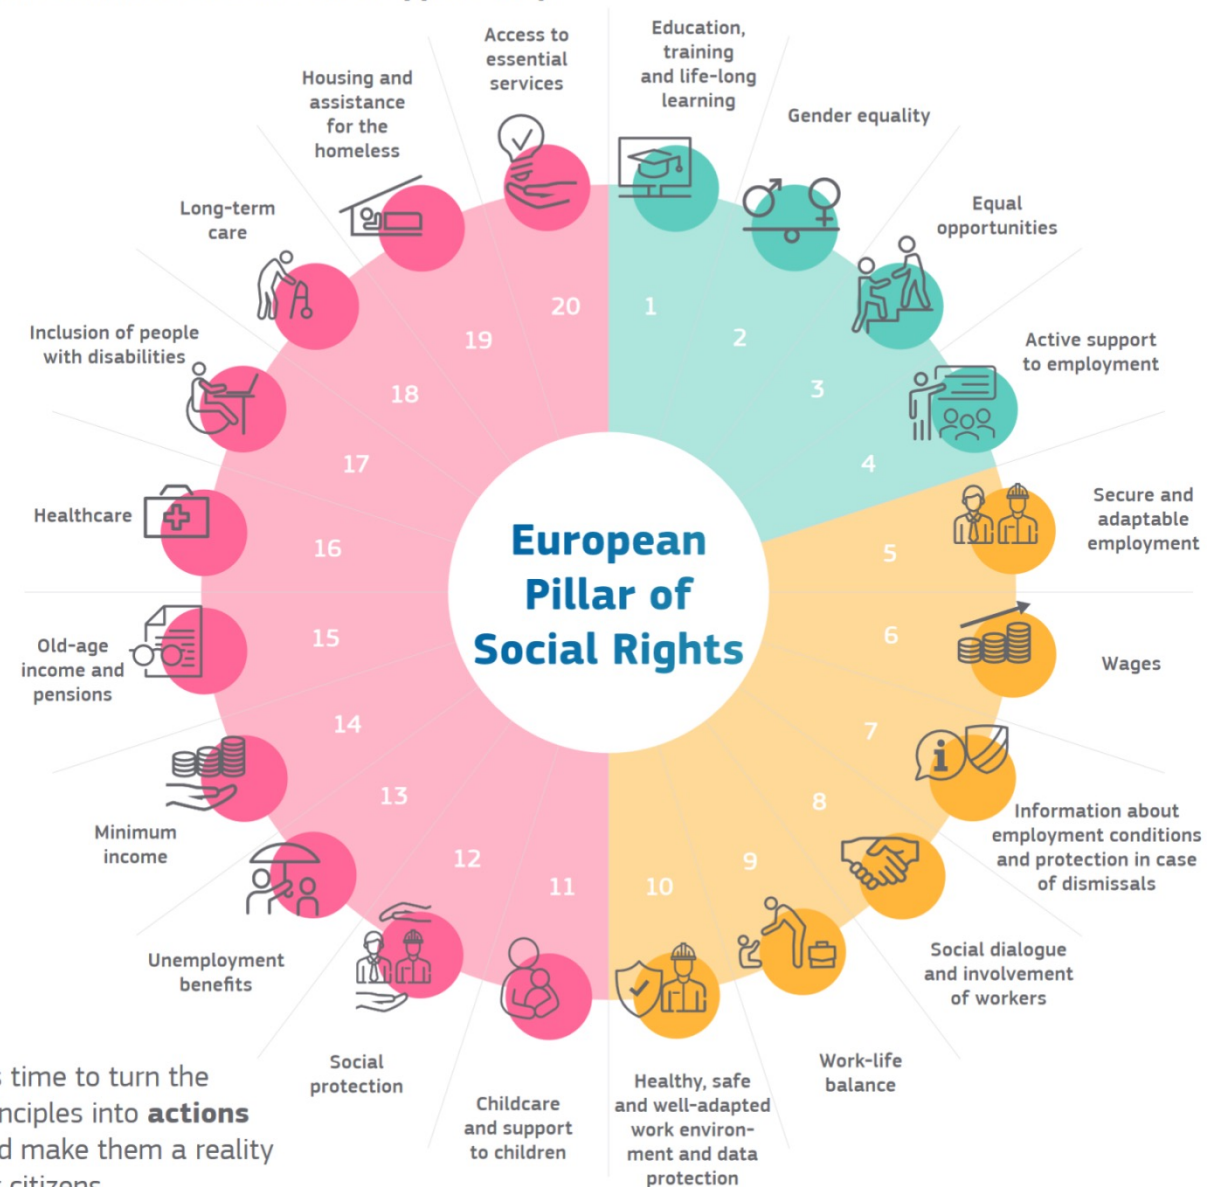 Education,
training
and life-long
learning
Gender equality
Equal
opportunities
Active support
to employment
Secure and
adaptable
employment
Wages
Information about
employment conditions
and protection in case
of dismissals
Social dialogue
and involvement
of workers
Work-life
balance
Healthy, safe
and well-adapted
work environ-
ment and data
protection
Childcare
and support
to children
Social
protection
Unemployment
benefits
Minimum
income
Old-age
income and
pensions
Healthcare
Inclusion of people
with disabilities
Long-term
care
Housing and
assistance
for the
homeless
Access to
essential
services
1
2
3
4
5
6
7
8
9
10
11
12
13
14
15
16
17
18
19
20
European
Pillar of
Social Rights
time to turn the
into actions
make them a reality
citizens